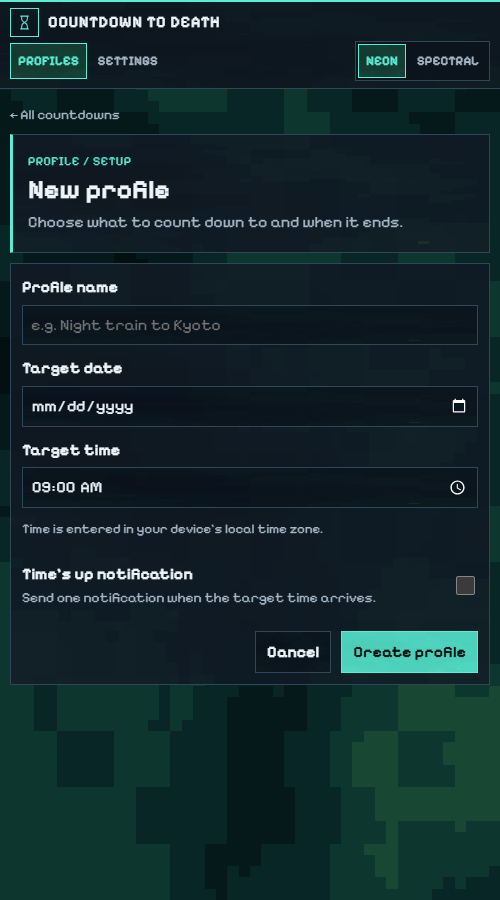 COUNTDOWN TO DEATH
PROFILES SETTINGS NEON SPECTRAL
← All countdowns
PROFILE / SETUP
New profile
Choose what to count down to and when it ends.
Profile name
e.g. Night train to Kyoto
Target date
mm/dd/yyyy
Target time
09:00 AM
Time is entered in your device's local time zone.
Time's up notification
Send one notification when the target time arrives.
Cancel Create profile